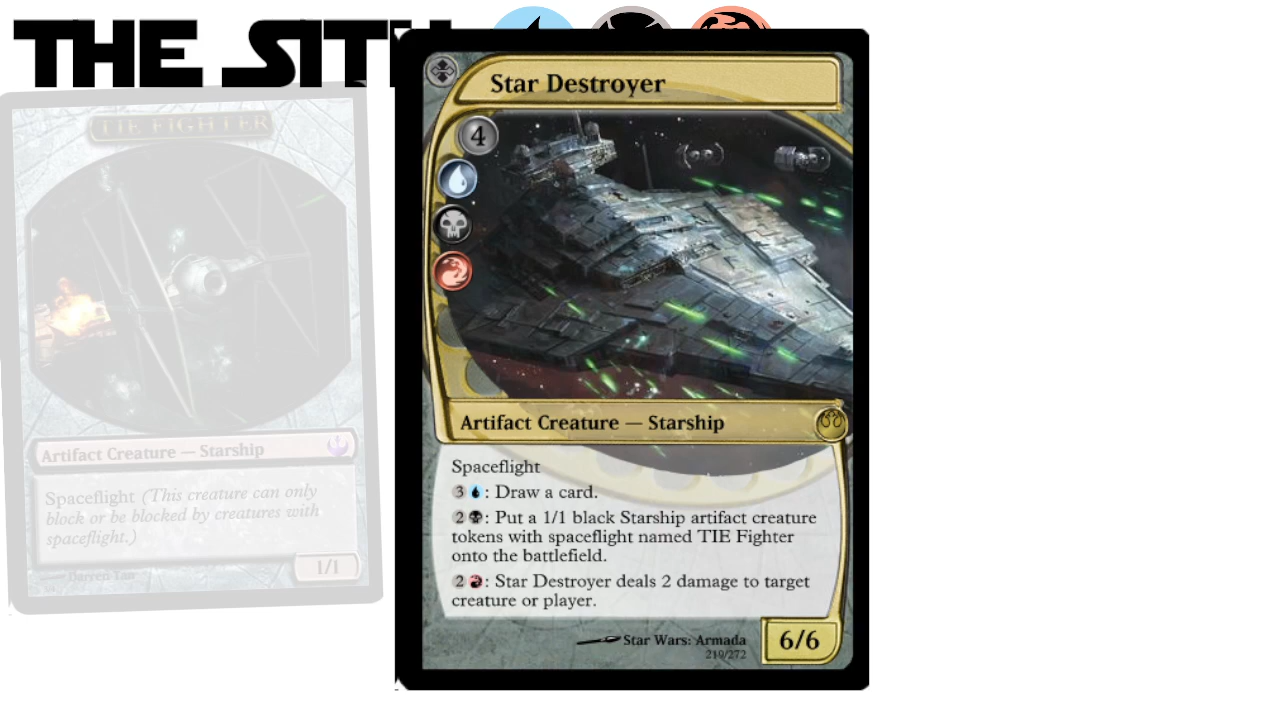 THE SITH
TIE FIGHTER
Artifact Creature — Starship
Spaceflight (This creature can only
block or be blocked by creatures with
spaceflight.)
Darren Tan
1/1
Star Destroyer
4
Artifact Creature — Starship
Spaceflight
3 : Draw a card.
2 : Put a 1/1 black Starship artifact creature
tokens with spaceflight named TIE Fighter
onto the battlefield.
2 : Star Destroyer deals 2 damage to target
creature or player.
Star Wars: Armada
219/272
6/6